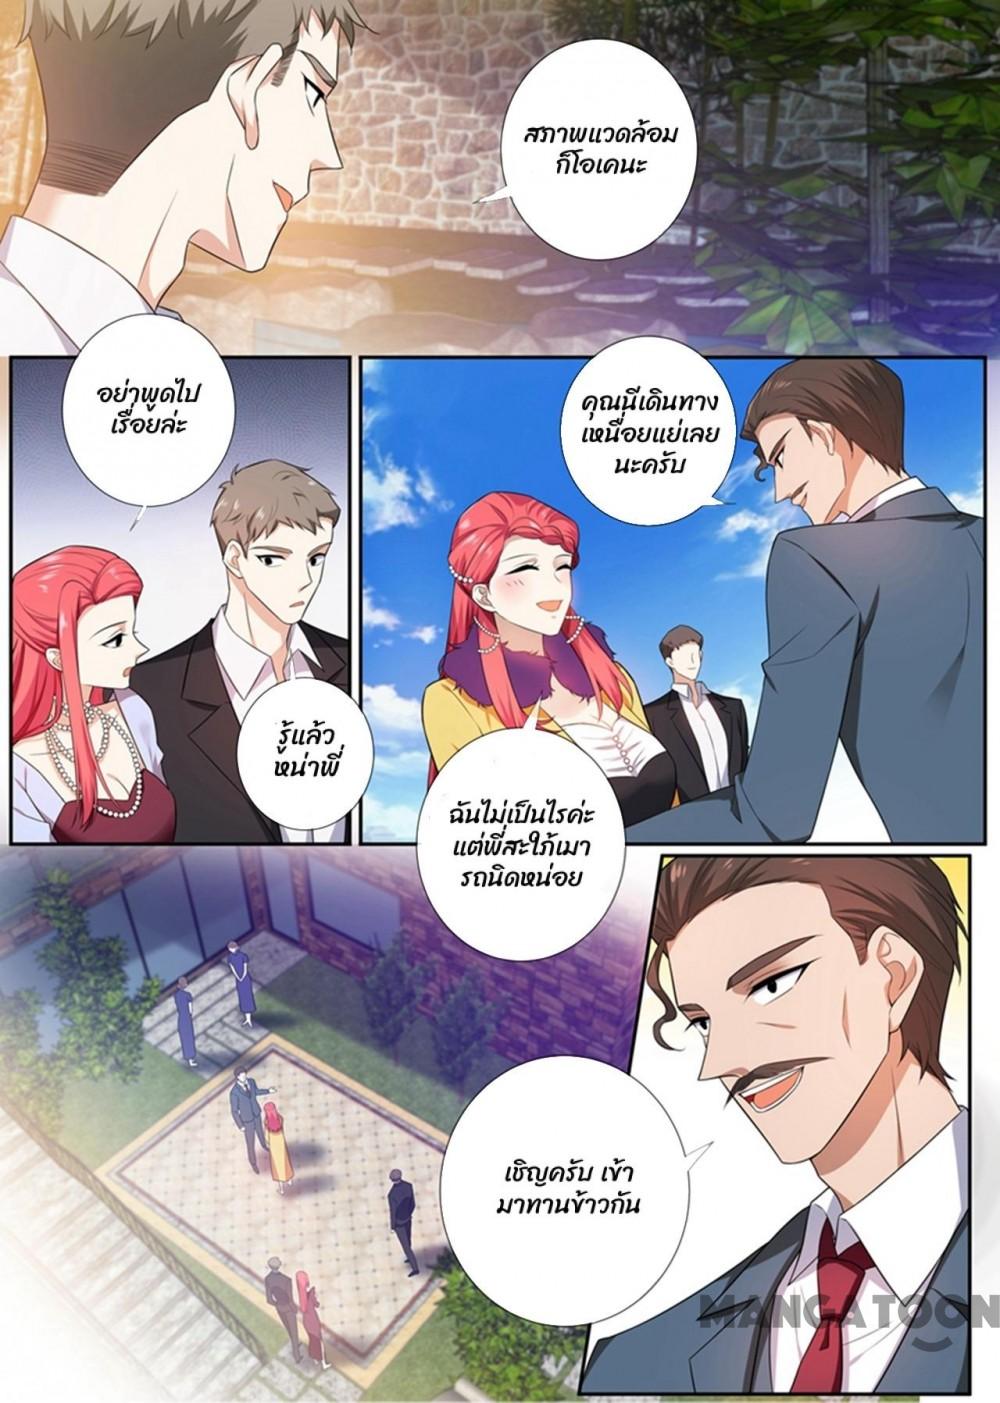 สภาพแวดล้อม
ก็โอเคนะ
อย่าพูดไป
เรื่อยล่ะ
รู้แล้ว
หน่าพี่
คุณนีเดินทาง
เหนื่อยแย่เลย
นะครับ
ฉันไม่เป็นไรค่ะ
แต่พี่สะใภ้เมา
รถนิดหน่อย
เชิญครับ เข้า
มาทานข้าวกัน
MANGATOON